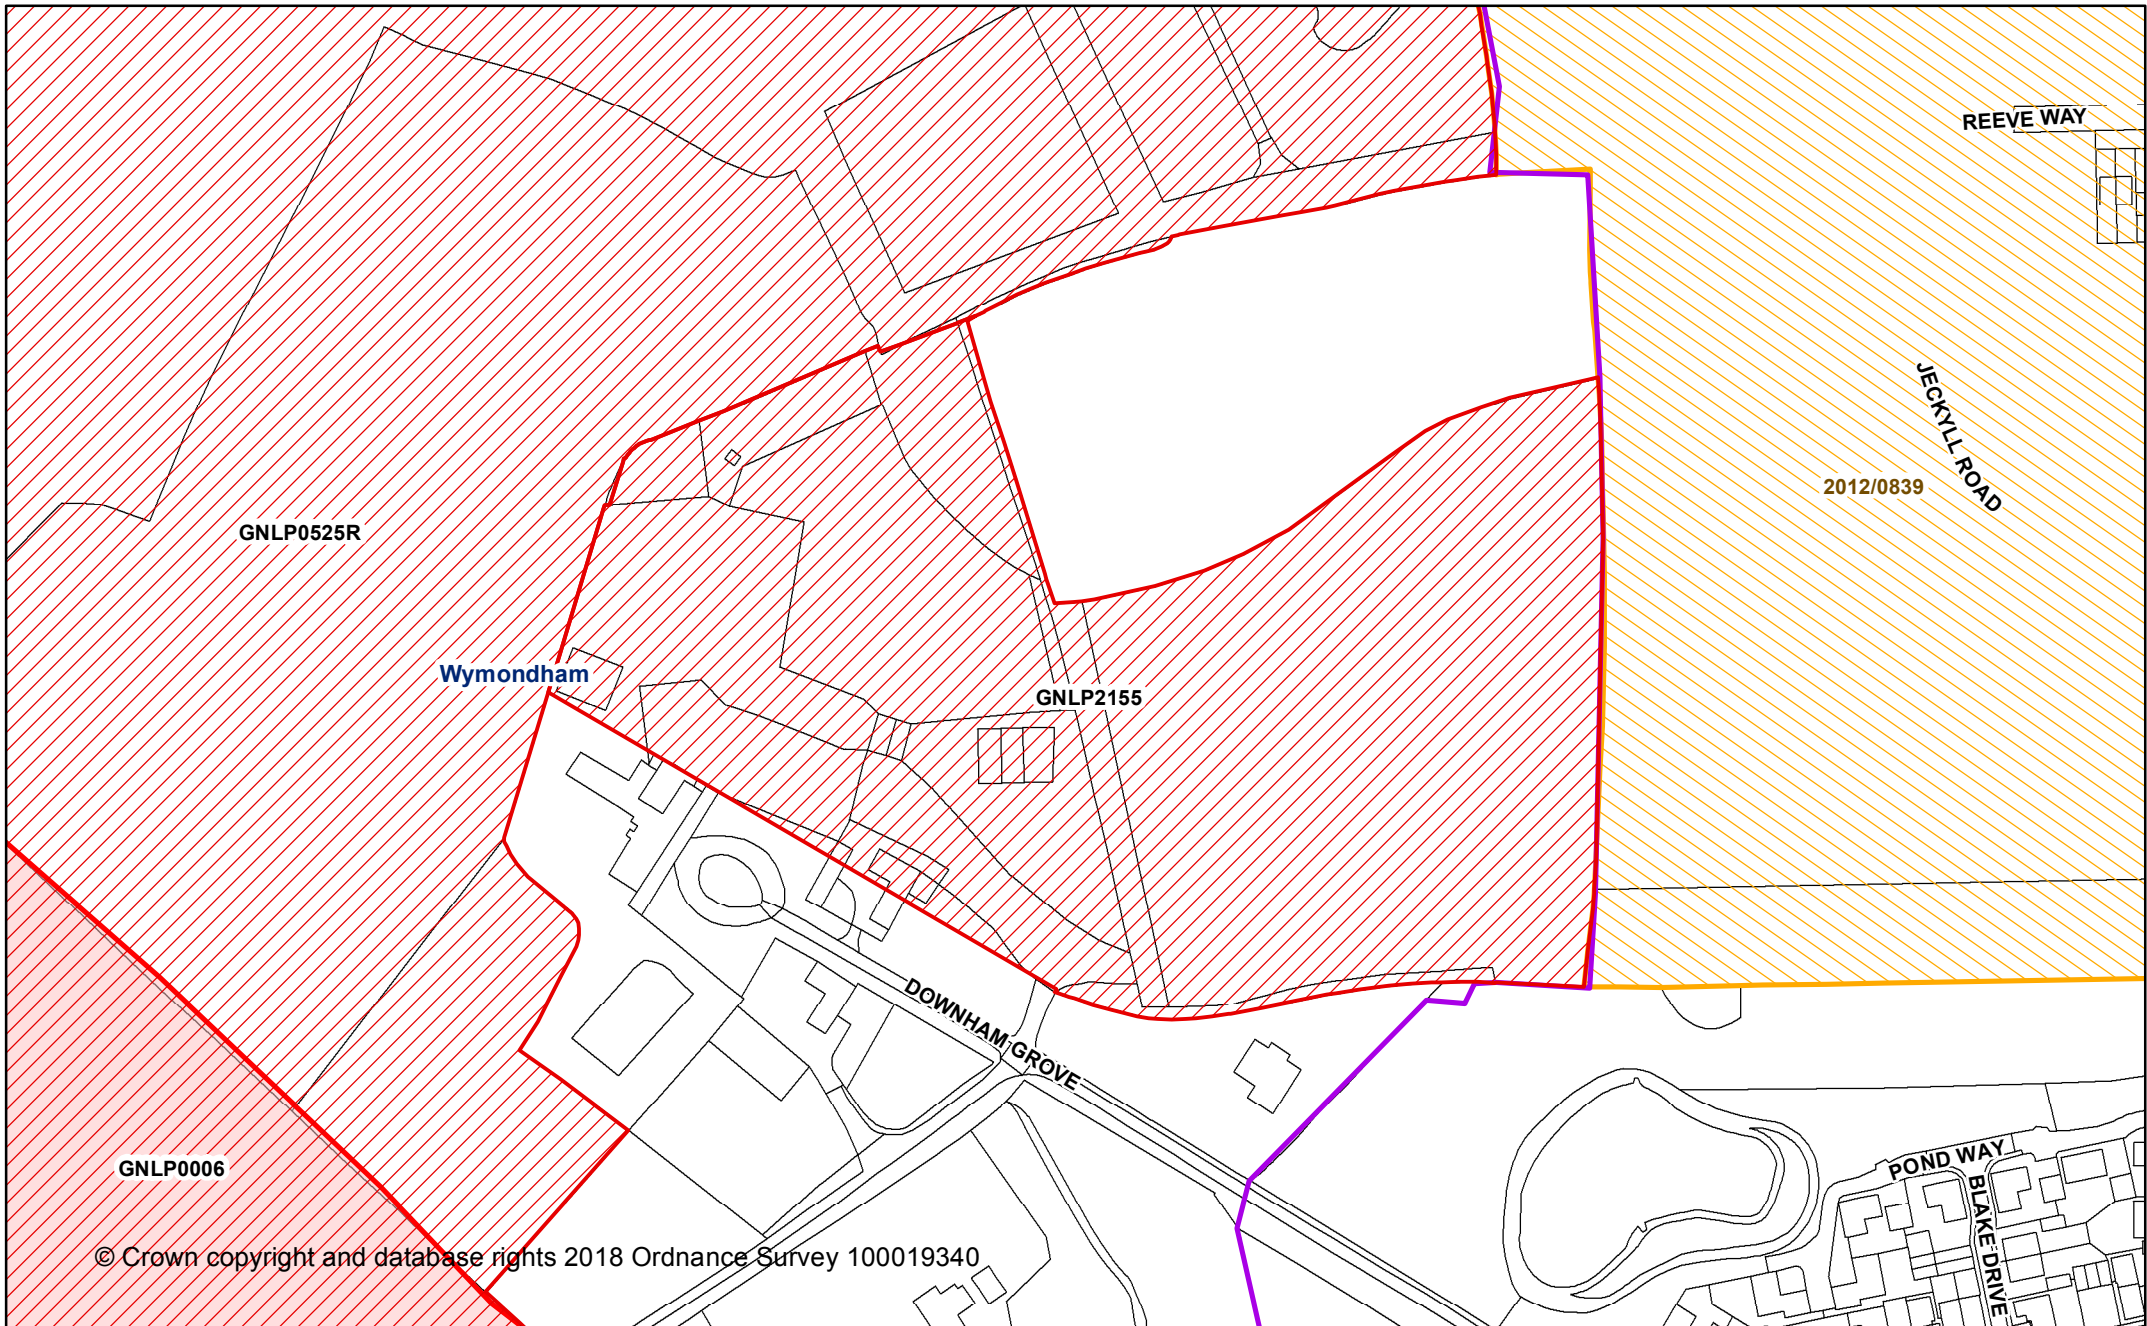 REEVE WAY
JECKYLL ROAD
2012/0839
GNLP0525R
Wymondham
GNLP2155
DOWNHAM GROVE
POND WAY
GNLP0006
BLAKE DRIVE
© Crown copyright and database rights 2018 Ordnance Survey 100019340